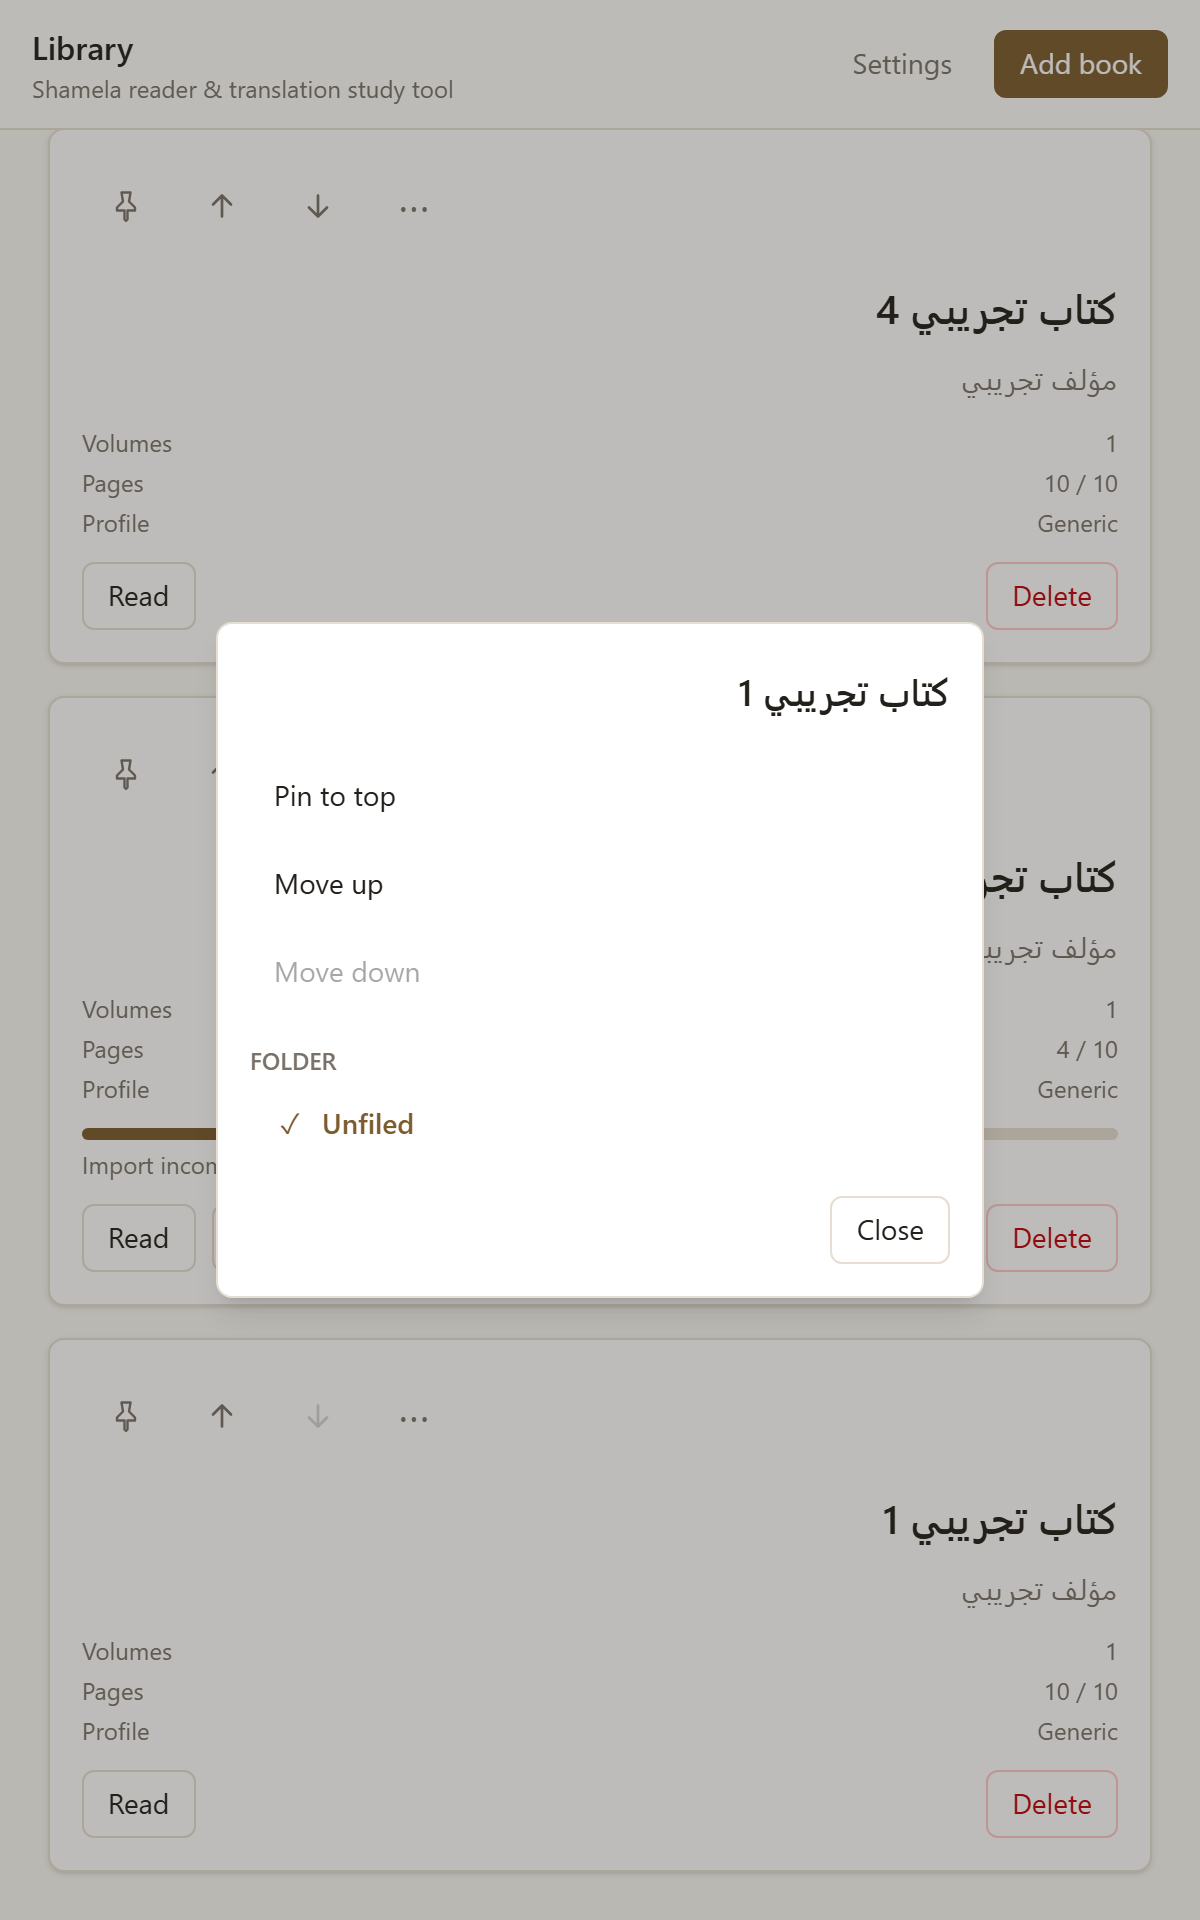 Library
Shamela reader & translation study tool
Settings
Add book
كتاب تجريبي 4
مؤلف تجريبي
Volumes 1
Pages 10 / 10
Profile Generic
Read
Delete
كتاب تجريبي 1
Pin to top
Move up
Move down
FOLDER
✓ Unfiled
Close
كتاب
مؤلف
Volumes 1
Pages 4 / 10
Profile Generic
Import
Read
Delete
كتاب تجريبي 1
مؤلف تجريبي
Volumes 1
Pages 10 / 10
Profile Generic
Read
Delete